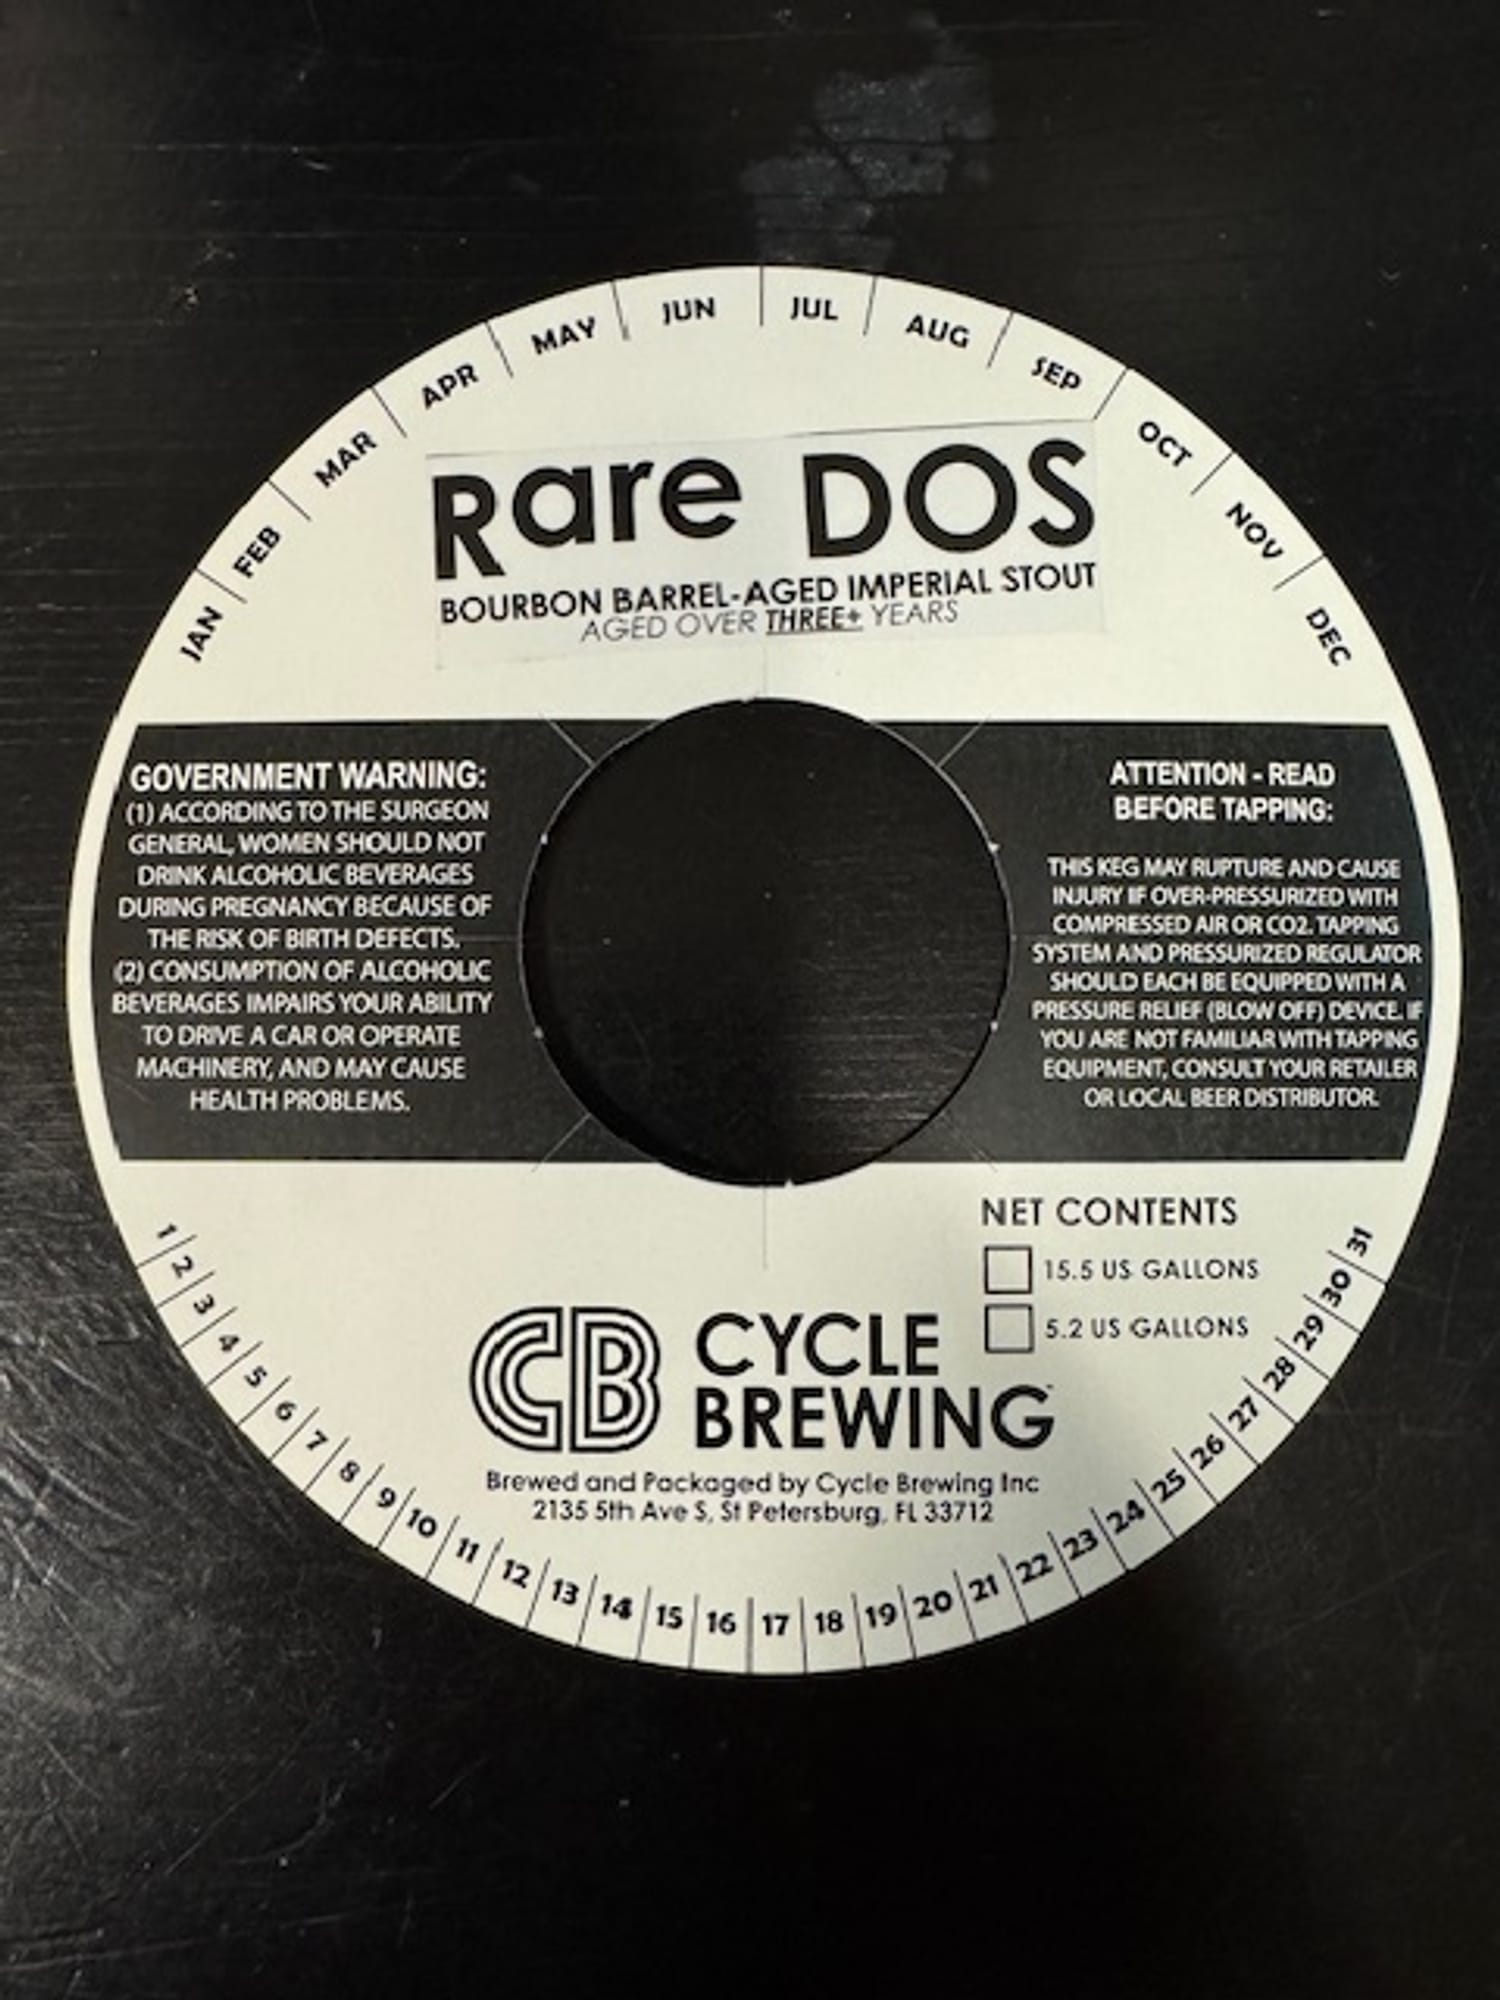 JAN FEB MAR APR MAY JUN JUL AUG SEP OCT NOV DEC
Rare DOS
BOURBON BARREL-AGED IMPERIAL STOUT
AGED OVER THREE+ YEARS
GOVERNMENT WARNING:
(1) ACCORDING TO THE SURGEON
GENERAL, WOMEN SHOULD NOT
DRINK ALCOHOLIC BEVERAGES
DURING PREGNANCY BECAUSE OF
THE RISK OF BIRTH DEFECTS.
(2) CONSUMPTION OF ALCOHOLIC
BEVERAGES IMPAIRS YOUR ABILITY
TO DRIVE A CAR OR OPERATE
MACHINERY, AND MAY CAUSE
HEALTH PROBLEMS.
ATTENTION - READ
BEFORE TAPPING:
THIS KEG MAY RUPTURE AND CAUSE
INJURY IF OVER-PRESSURIZED WITH
COMPRESSED AIR OR CO2. TAPPING
SYSTEM AND PRESSURIZED REGULATOR
SHOULD EACH BE EQUIPPED WITH A
PRESSURE RELIEF (BLOW OFF) DEVICE. IF
YOU ARE NOT FAMILIAR WITH TAPPING
EQUIPMENT, CONSULT YOUR RETAILER
OR LOCAL BEER DISTRIBUTOR.
NET CONTENTS
15.5 US GALLONS
5.2 US GALLONS
CB
CYCLE
BREWING
Brewed and Packaged by Cycle Brewing Inc
2135 5th Ave S, St Petersburg, FL 33712
1 2 3 4 5 6 7 8 9 10 11 12 13 14 15 16 17 18 19 20 21 22 23 24 25 26 27 28 29 30 31